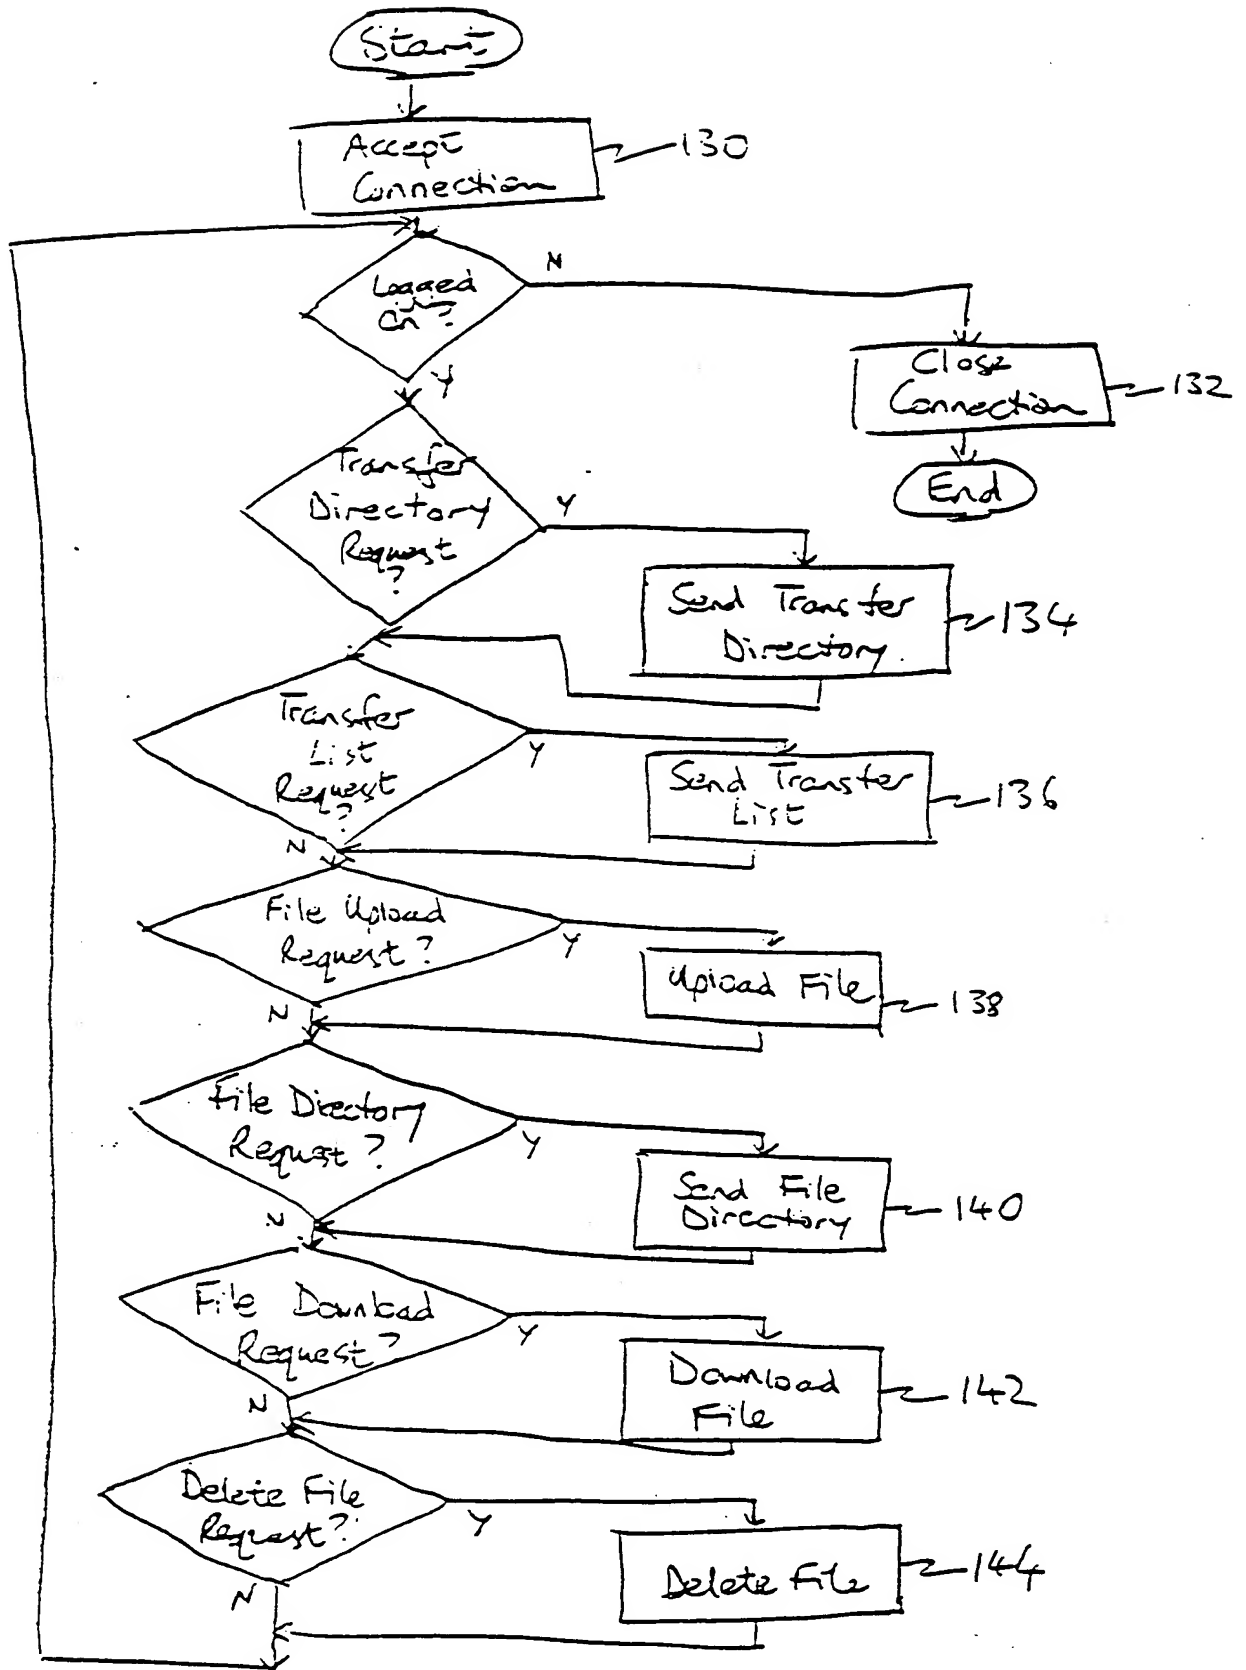 Start
Accept
Connection
130
Logged
on?
N
Y
Close
Connection
132
End
Transfer
Directory
Request
?
Y
Send Transfer
Directory.
134
Transfer
List
Request
?
Y
N
Send Transfer
List
136
File Upload
Request?
Y
N
Upload File
138
File Directory
Request?
Y
N
Send File
Directory
140
File Download
Request?
Y
N
Download
File
142
Delete File
Request?
Y
N
Delete File
144